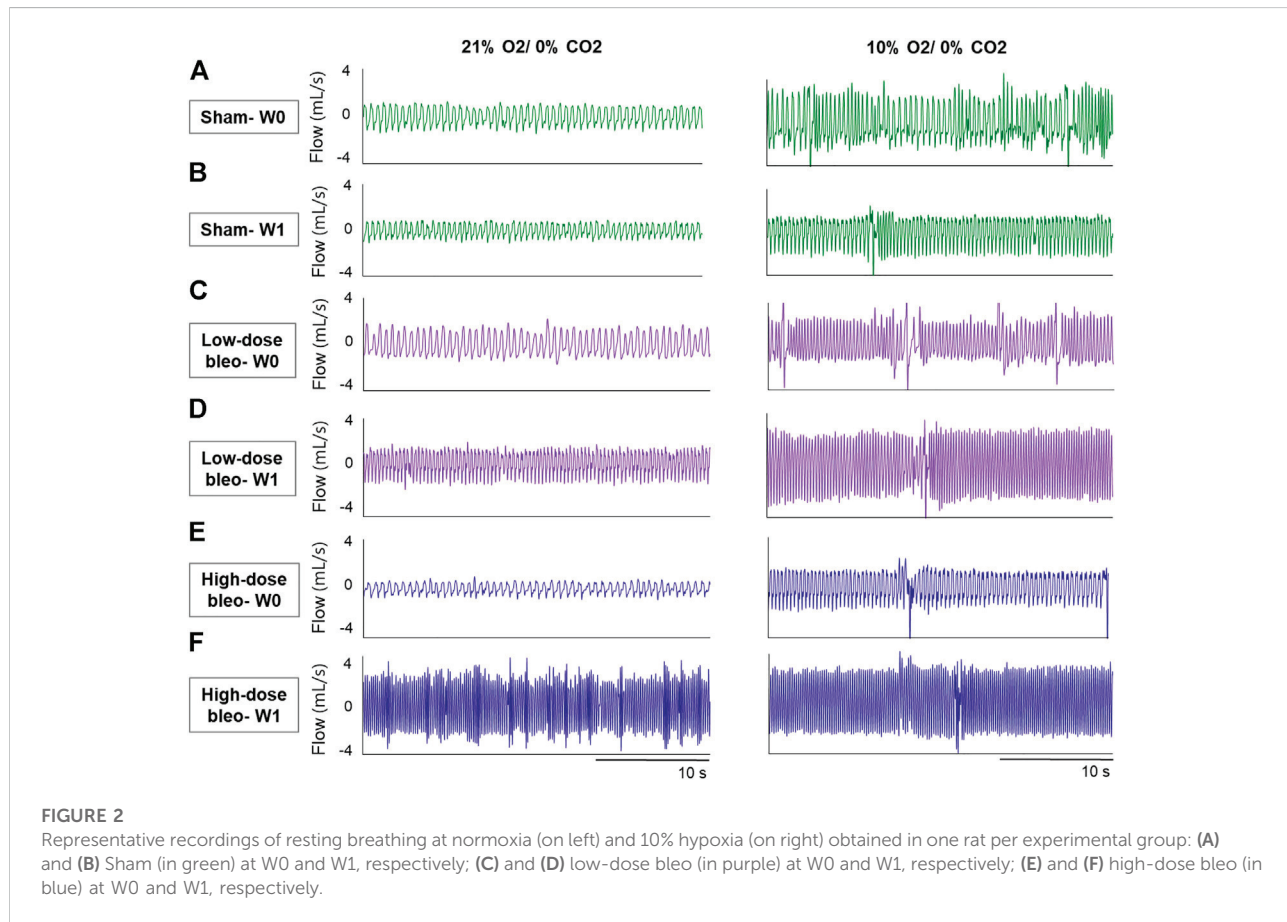 21% O2/ 0% CO2
10% O2/ 0% CO2
A
Sham- W0
Flow (mL/s)
4
0
-4
B
Sham- W1
Flow (mL/s)
4
0
-4
C
Low-dose
bleo- W0
Flow (mL/s)
4
0
-4
D
Low-dose
bleo- W1
Flow (mL/s)
4
0
-4
E
High-dose
bleo- W0
Flow (mL/s)
4
0
-4
F
High-dose
bleo- W1
Flow (mL/s)
4
0
-4
10 s
10 s
FIGURE 2
Representative recordings of resting breathing at normoxia (on left) and 10% hypoxia (on right) obtained in one rat per experimental group: (A)
and (B) Sham (in green) at W0 and W1, respectively; (C) and (D) low-dose bleo (in purple) at W0 and W1, respectively; (E) and (F) high-dose bleo (in
blue) at W0 and W1, respectively.